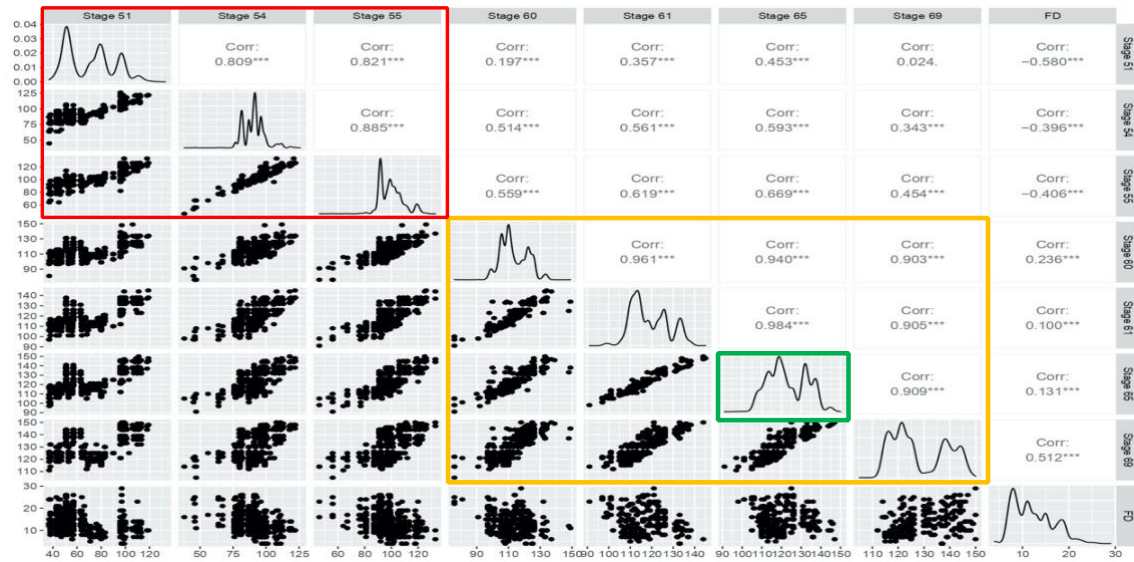 Stage 51 Stage 54 Stage 55 Stage 60 Stage 61 Stage 65 Stage 69 FD
0.04
0.03
0.02
0.01
0.00
Corr: Corr: Corr: Corr: Corr: Corr: Corr:
0.809*** 0.821*** 0.197*** 0.357*** 0.453*** 0.024. −0.580***
Stage 51
125
100
75
50
Corr: Corr: Corr: Corr: Corr: Corr:
0.885*** 0.514*** 0.561*** 0.593*** 0.343*** −0.396***
Stage 54
120
100
80
60
Corr: Corr: Corr: Corr: Corr:
0.559*** 0.619*** 0.669*** 0.454*** −0.406***
Stage 55
150
130
110
90
Corr: Corr: Corr: Corr:
0.961*** 0.940*** 0.903*** 0.236***
Stage 60
140
130
120
110
100
90
Corr: Corr: Corr:
0.984*** 0.905*** 0.100***
Stage 61
150
140
130
120
110
100
90
Corr: Corr:
0.909*** 0.131***
Stage 65
150
140
130
120
110
Corr:
0.512***
Stage 69
30
20
10
FD
40 60 80 100 120 50 75 100 125 60 80 100 120 90 110 130 150 90 100 110 120 130 140 90 100 110 120 130 140 150 110 120 130 140 150 10 20 30